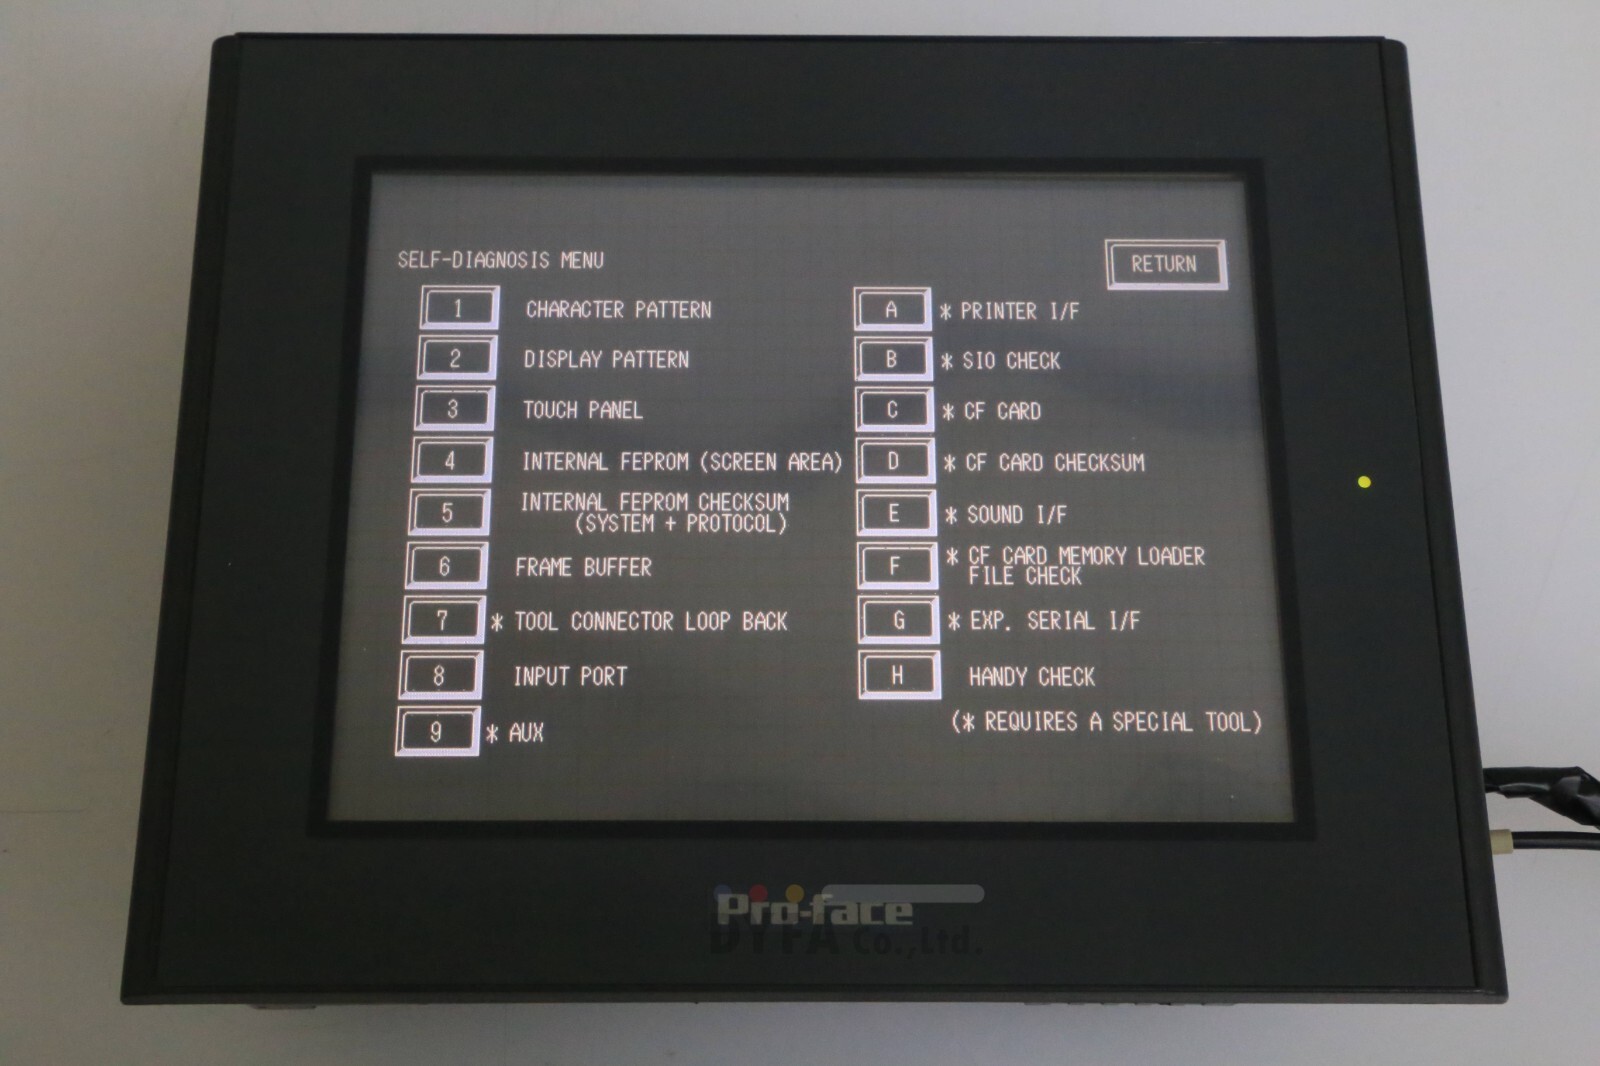 SELF-DIAGNOSIS MENU
RETURN
1 CHARACTER PATTERN
2 DISPLAY PATTERN
3 TOUCH PANEL
4 INTERNAL FEPROM (SCREEN AREA)
5 INTERNAL FEPROM CHECKSUM
(SYSTEM + PROTOCOL)
6 FRAME BUFFER
7 * TOOL CONNECTOR LOOP BACK
8 INPUT PORT
9 * AUX
A * PRINTER I/F
B * SIO CHECK
C * CF CARD
D * CF CARD CHECKSUM
E * SOUND I/F
F * CF CARD MEMORY LOADER
FILE CHECK
G * EXP. SERIAL I/F
H HANDY CHECK
(* REQUIRES A SPECIAL TOOL)
Pro-face
DYFA Co.,Ltd.